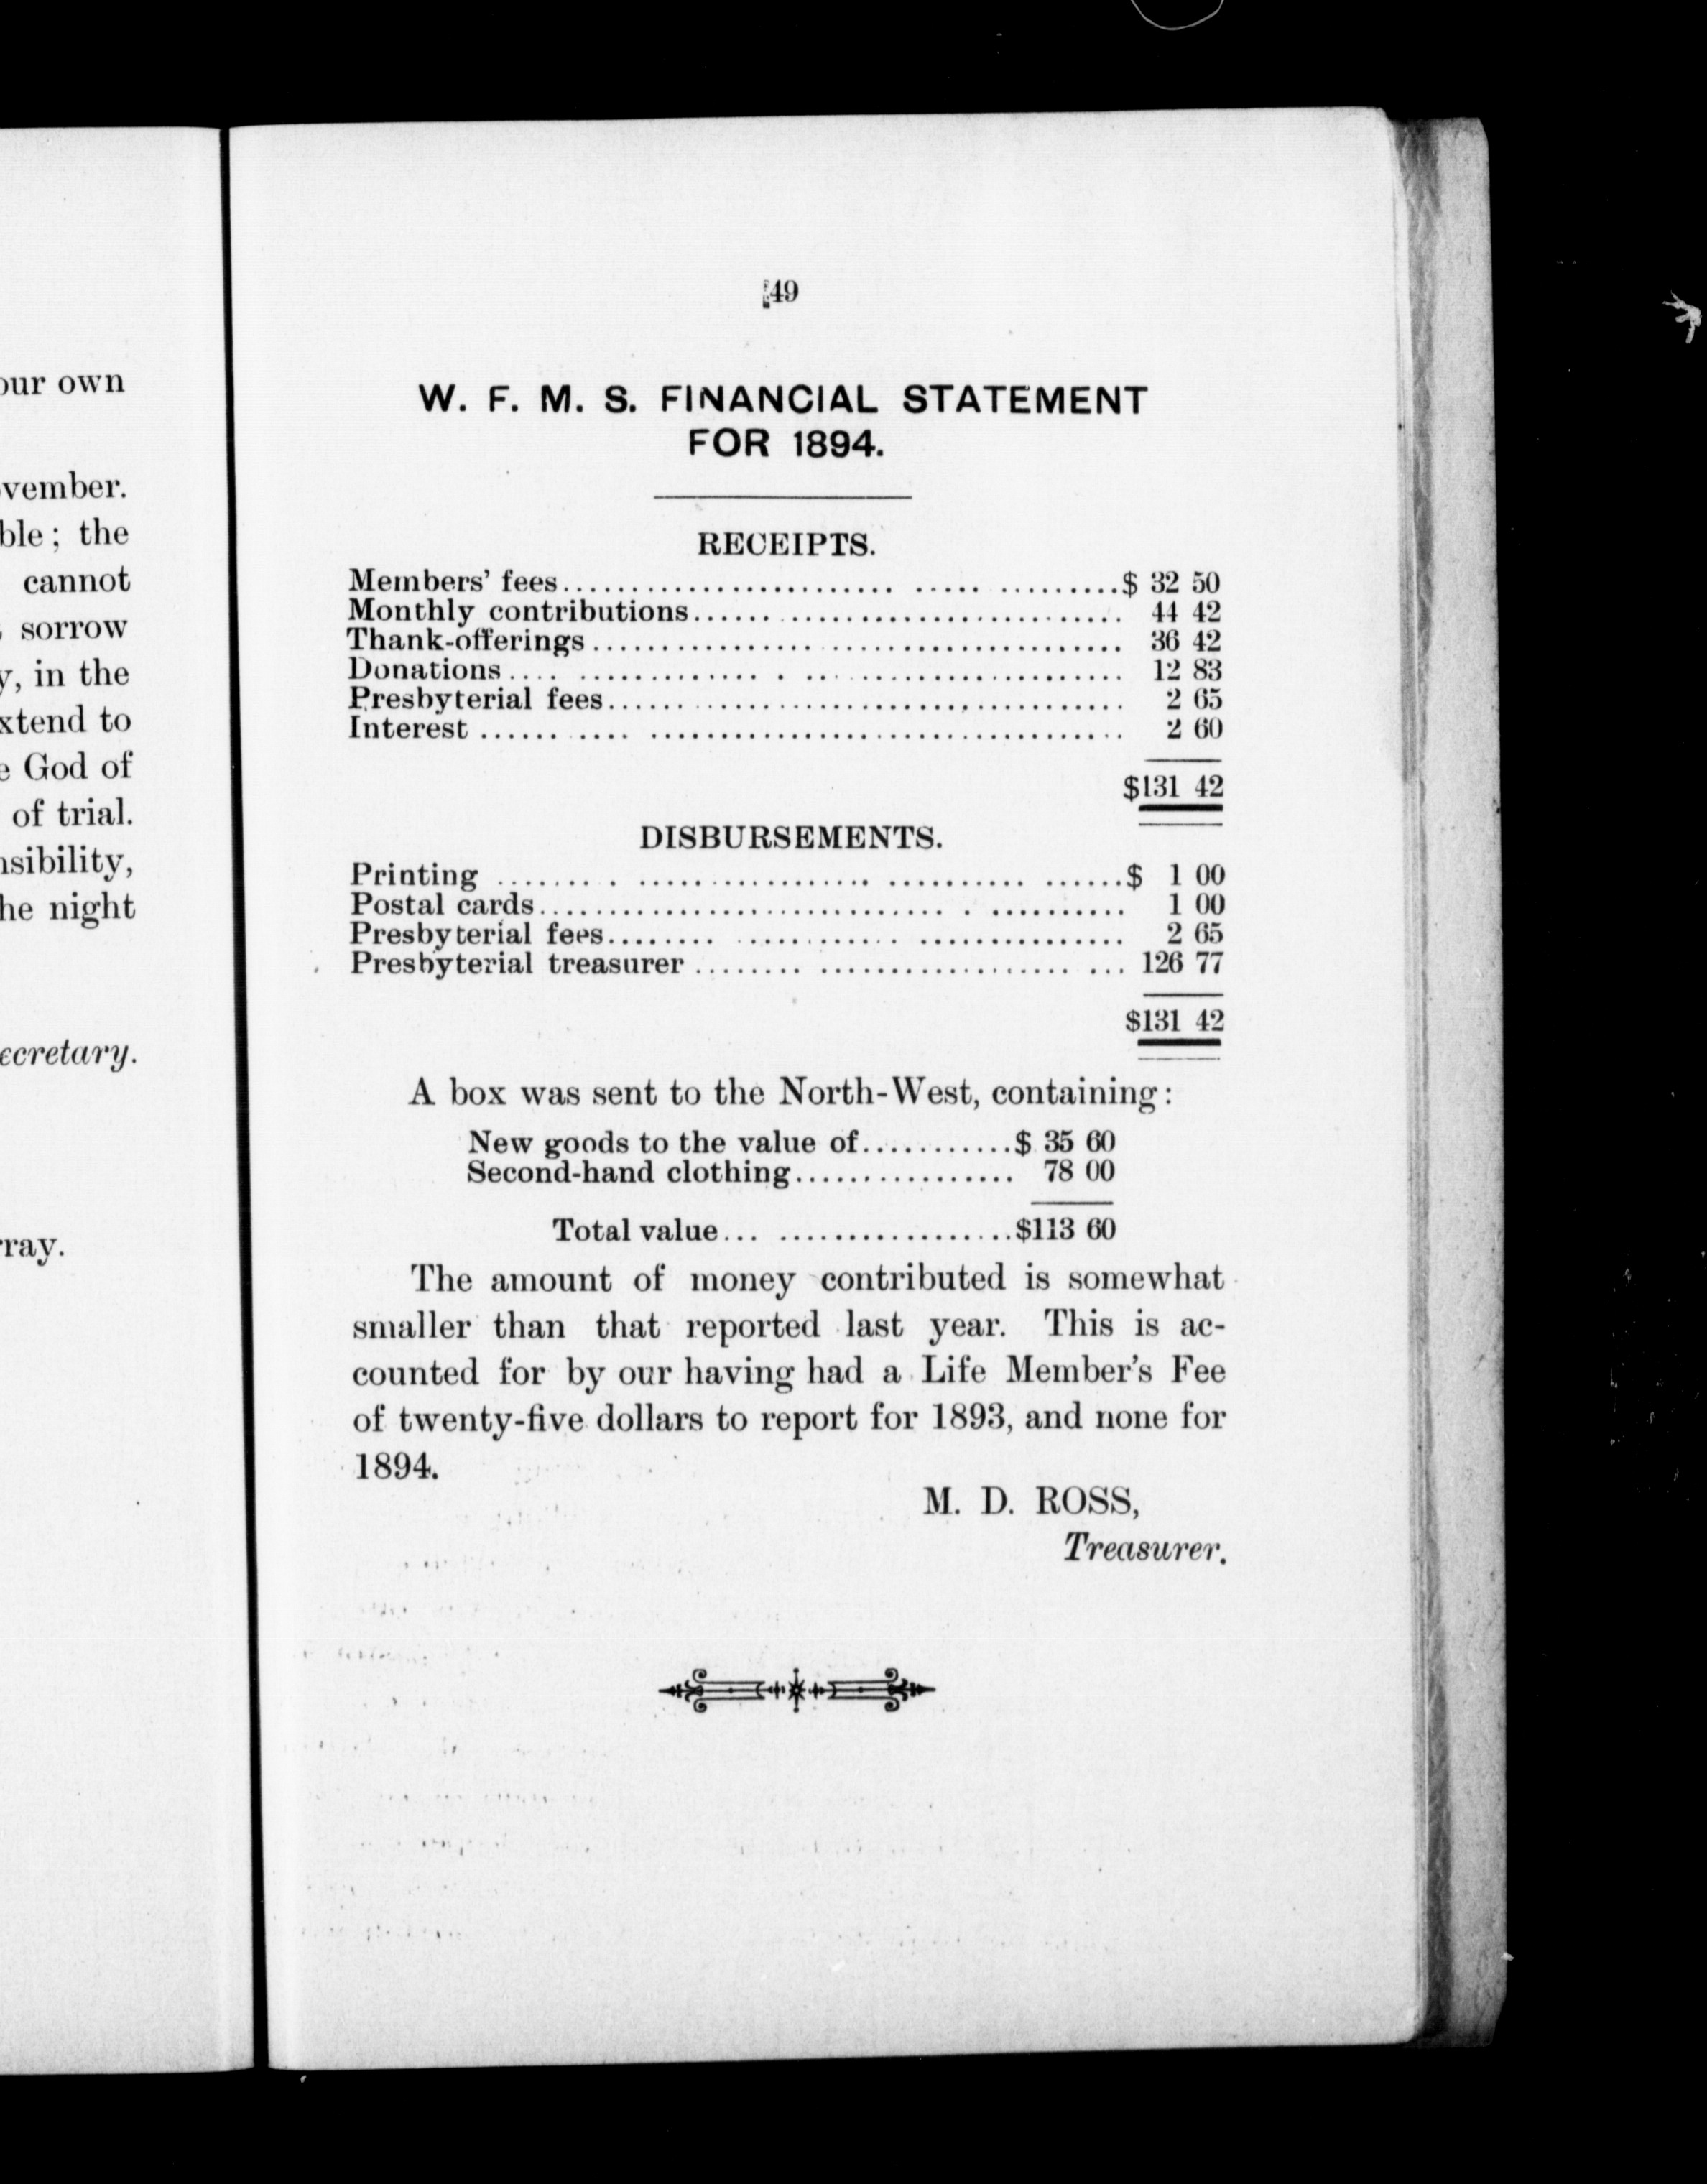 our own
vember.
ble; the
cannot
sorrow
y, in the
xtend to
e God of
of trial.
nsibility,
he night
ecretary.
rray.
49
W. F. M. S. FINANCIAL STATEMENT
FOR 1894.
RECEIPTS.
Members' fees.................................................$ 32 50
Monthly contributions................................ 44 42
Thank-offerings....................................... 36 42
Donations............................................. 12 83
Presbyterial fees...................................... 2 65
Interest .............................................. 2 60
$131 42
DISBURSEMENTS.
Printing ..............................................$ 1 00
Postal cards........................................... 1 00
Presbyterial fees...................................... 2 65
Presbyterial treasurer ................................ 126 77
$131 42
A box was sent to the North-West, containing:
New goods to the value of............$ 35 60
Second-hand clothing................. 78 00
Total value... ..................$113 60
The amount of money contributed is somewhat
smaller than that reported last year. This is ac-
counted for by our having had a Life Member's Fee
of twenty-five dollars to report for 1893, and none for
1894.
M. D. ROSS,
Treasurer.